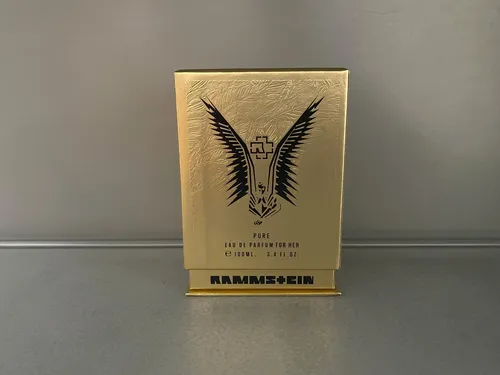 PURE
EAU DE PARFUM FOR HER
℮ 100ML. 3.4 FL.OZ
RAMMSTEIN